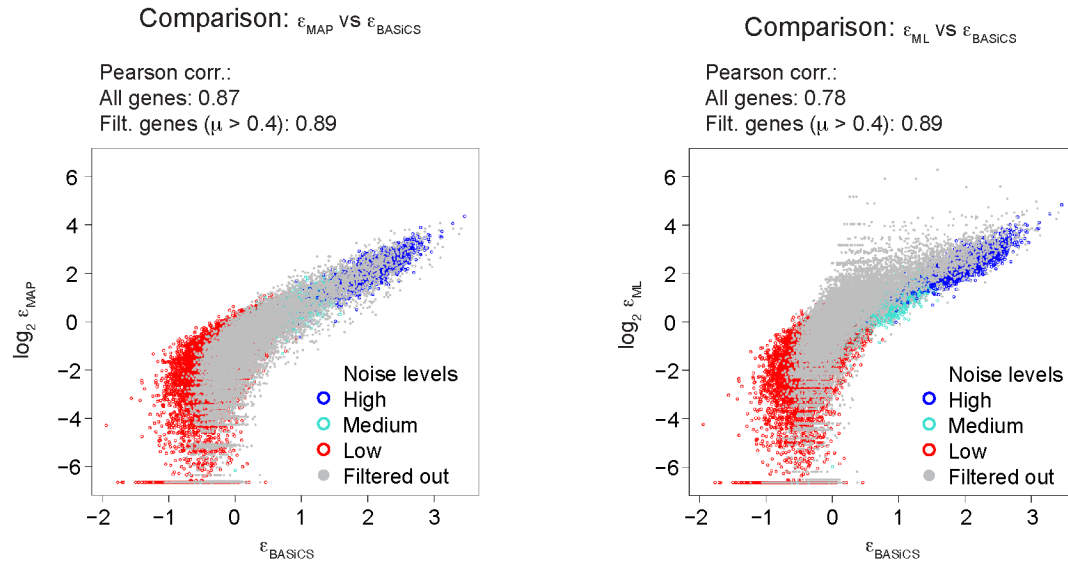 Comparison: εMAP vs εBASiCS
Pearson corr.:
All genes: 0.87
Filt. genes (μ > 0.4): 0.89
6
4
2
0
−2
−4
−6
log2 εMAP
Noise levels
High
Medium
Low
Filtered out
−2 −1 0 1 2 3
εBASiCS
Comparison: εML vs εBASiCS
Pearson corr.:
All genes: 0.78
Filt. genes (μ > 0.4): 0.89
6
4
2
0
−2
−4
−6
log2 εML
Noise levels
High
Medium
Low
Filtered out
−2 −1 0 1 2 3
εBASiCS